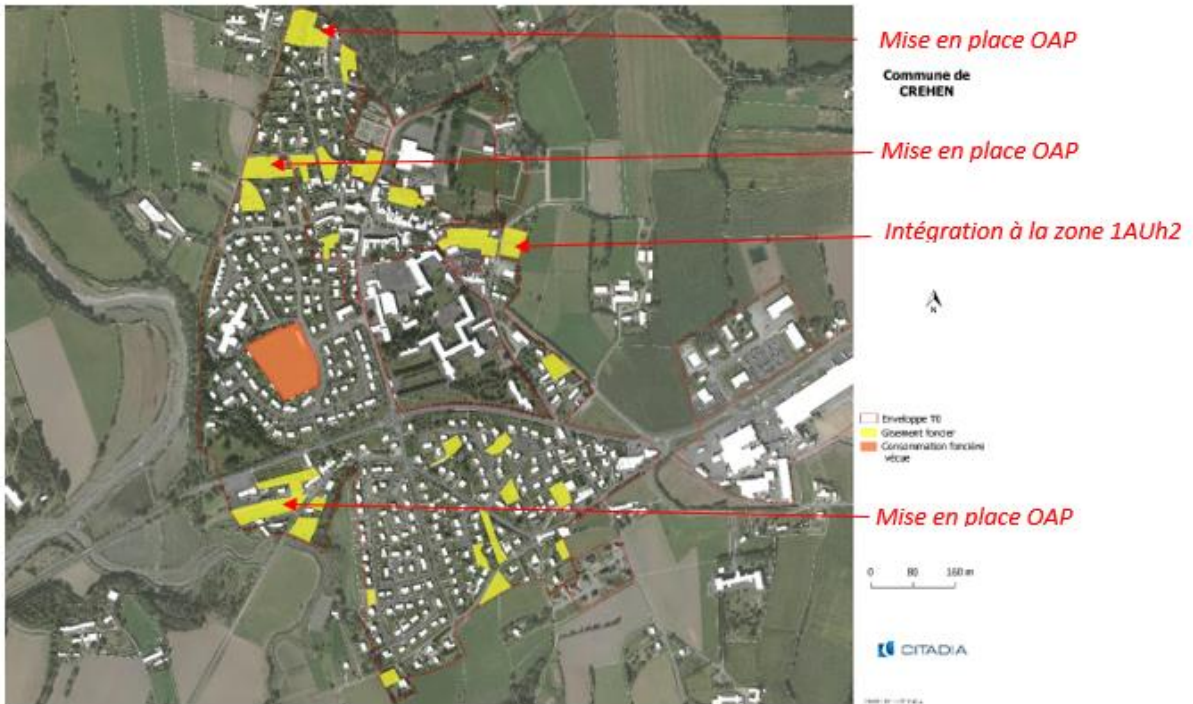 Mise en place OAP
Commune de
CREHEN
Mise en place OAP
Intégration à la zone 1AUh2
N
Enveloppe T0
Gisement foncier
Consommation foncière
vécue
Mise en place OAP
0 80 160 m
CITADIA